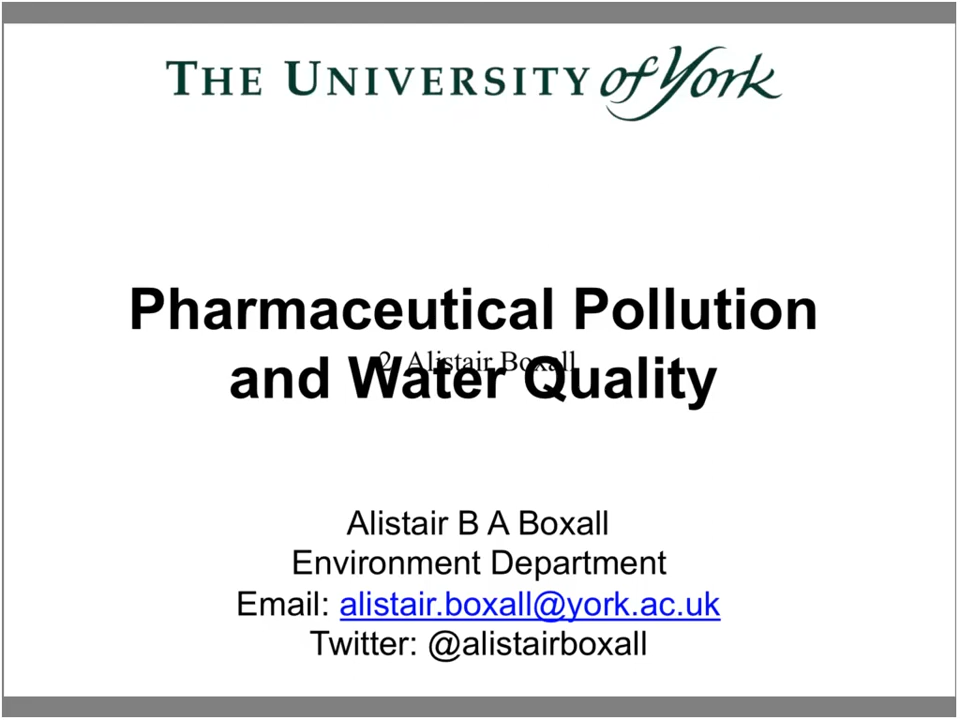 THE UNIVERSITY of York
Pharmaceutical Pollution
2. Alistair Boxall
and Water Quality
Alistair B A Boxall
Environment Department
Email: alistair.boxall@york.ac.uk
Twitter: @alistairboxall